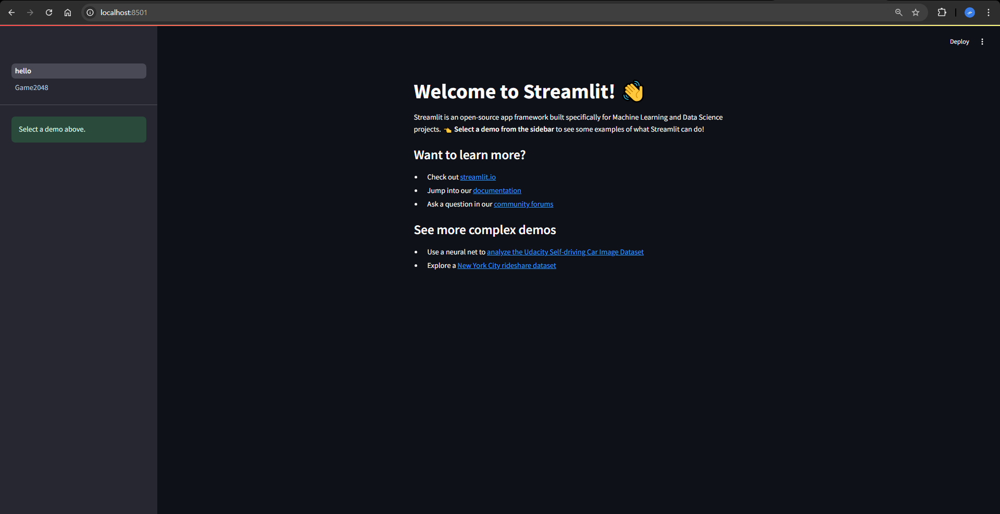 localhost:8501
Deploy
hello
Game2048
Select a demo above.
Welcome to Streamlit! 👋
Streamlit is an open-source app framework built specifically for Machine Learning and Data Science
projects. 👈 Select a demo from the sidebar to see some examples of what Streamlit can do!
Want to learn more?
• Check out streamlit.io
• Jump into our documentation
• Ask a question in our community forums
See more complex demos
• Use a neural net to analyze the Udacity Self-driving Car Image Dataset
• Explore a New York City rideshare dataset